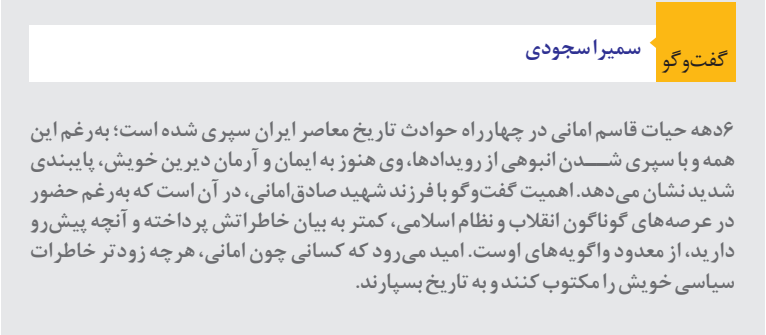 گفت‌وگو
سمیرا سجودی
۶دهه حیات قاسم امانی در چهارراه حوادث تاریخ معاصر ایران سپری شده است؛ به‌رغم این
همه و با سپری شـــدن انبوهی از رویدادها، وی هنوز به ایمان و آرمان دیرین خویش، پایبندی
شدید نشان می‌دهد. اهمیت گفت‌وگو با فرزند شهید صادق‌امانی، در آن است که به‌رغم حضور
در عرصه‌های گوناگون انقلاب و نظام اسلامی، کمتر به بیان خاطراتش پرداخته و آنچه پیش‌رو
دارید، از معدود واگویه‌های اوست. امید می‌رود که کسانی چون امانی، هرچه زودتر خاطرات
سیاسی خویش را مکتوب کنند و به تاریخ بسپارند.